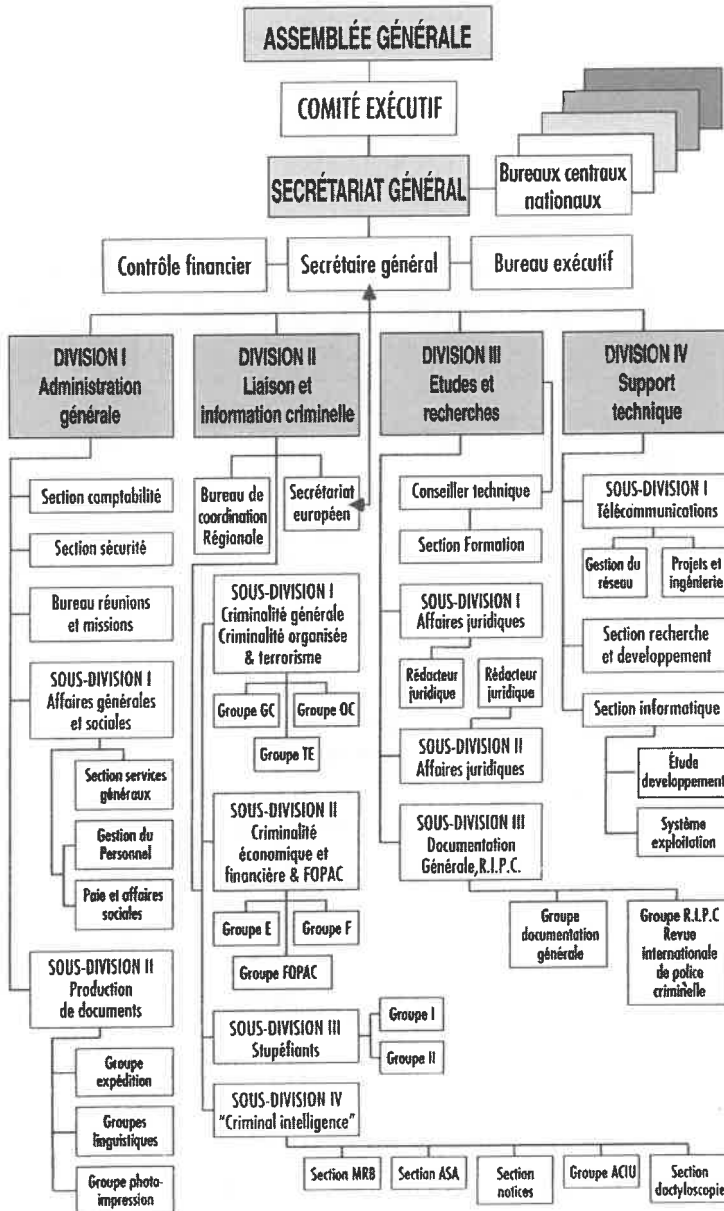 ASSEMBLÉE GÉNÉRALE
COMITÉ EXÉCUTIF
SECRÉTARIAT GÉNÉRAL
Bureaux centraux
nationaux
Contrôle financier
Secrétaire général
Bureau exécutif
DIVISION I
Administration
générale
DIVISION II
Liaison et
information criminelle
DIVISION III
Etudes et
recherches
DIVISION IV
Support
technique
Section comptabilité
Section sécurité
Bureau réunions
et missions
SOUS-DIVISION I
Affaires générales
et sociales
Section services
généraux
Gestion du
Personnel
Paie et affaires
sociales
SOUS-DIVISION II
Production
de documents
Groupe
expédition
Groupes
linguistiques
Groupe photo-
impression
Bureau de
coordination
Régionale
Secrétariat
européen
SOUS-DIVISION I
Criminalité générale
Criminalité organisée
& terrorisme
Groupe GC
Groupe OC
Groupe TE
SOUS-DIVISION II
Criminalité
économique et
financière & FOPAC
Groupe E
Groupe F
Groupe FOPAC
SOUS-DIVISION III
Stupéfiants
Groupe I
Groupe II
SOUS-DIVISION IV
"Criminal intelligence"
Section MRB
Section ASA
Section
notices
Groupe ACIU
Section
dactyloscopie
Conseiller technique
Section Formation
SOUS-DIVISION I
Affaires juridiques
Rédacteur
juridique
Rédacteur
juridique
SOUS-DIVISION II
Affaires juridiques
SOUS-DIVISION III
Documentation
Générale,R.I.P.C.
Groupe
documentation
générale
Groupe R.I.P.C
Revue
internationale
de police
criminelle
SOUS-DIVISION I
Télécommunications
Gestion du
réseau
Projets et
ingénierie
Section recherche
et developpement
Section informatique
Étude
developpement
Système
exploitation